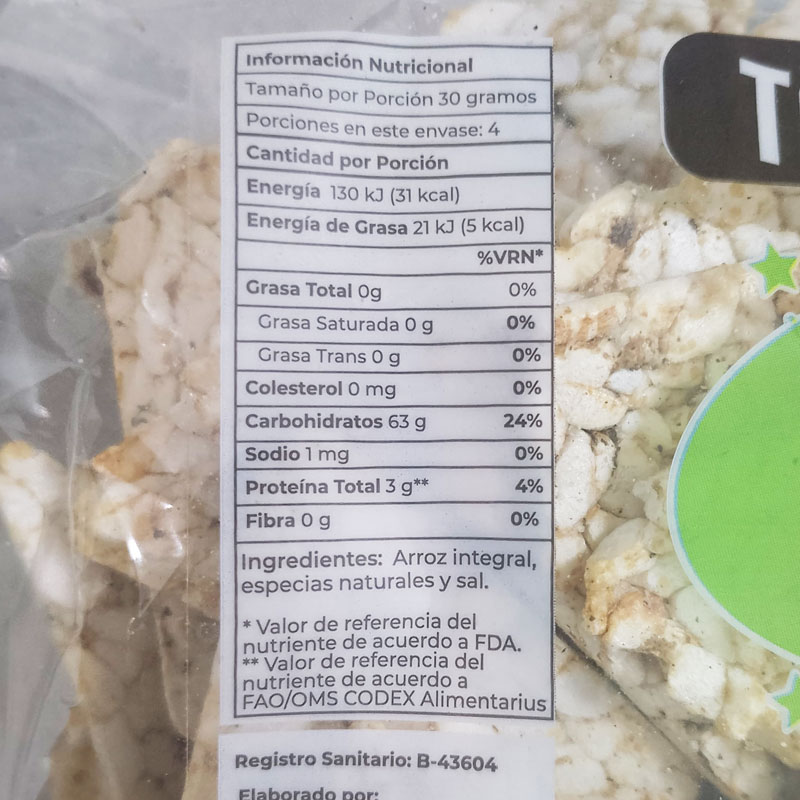 Información Nutricional
Tamaño por Porción 30 gramos
Porciones en este envase: 4
Cantidad por Porción
Energía 130 kJ (31 kcal)
Energía de Grasa 21 kJ (5 kcal)
%VRN*
Grasa Total 0g 0%
Grasa Saturada 0 g 0%
Grasa Trans 0 g 0%
Colesterol 0 mg 0%
Carbohidratos 63 g 24%
Sodio 1 mg 0%
Proteína Total 3 g** 4%
Fibra 0 g 0%
Ingredientes: Arroz integral,
especias naturales y sal.
* Valor de referencia del
nutriente de acuerdo a FDA.
** Valor de referencia del
nutriente de acuerdo a
FAO/OMS CODEX Alimentarius
Registro Sanitario: B-43604
Elaborado por: